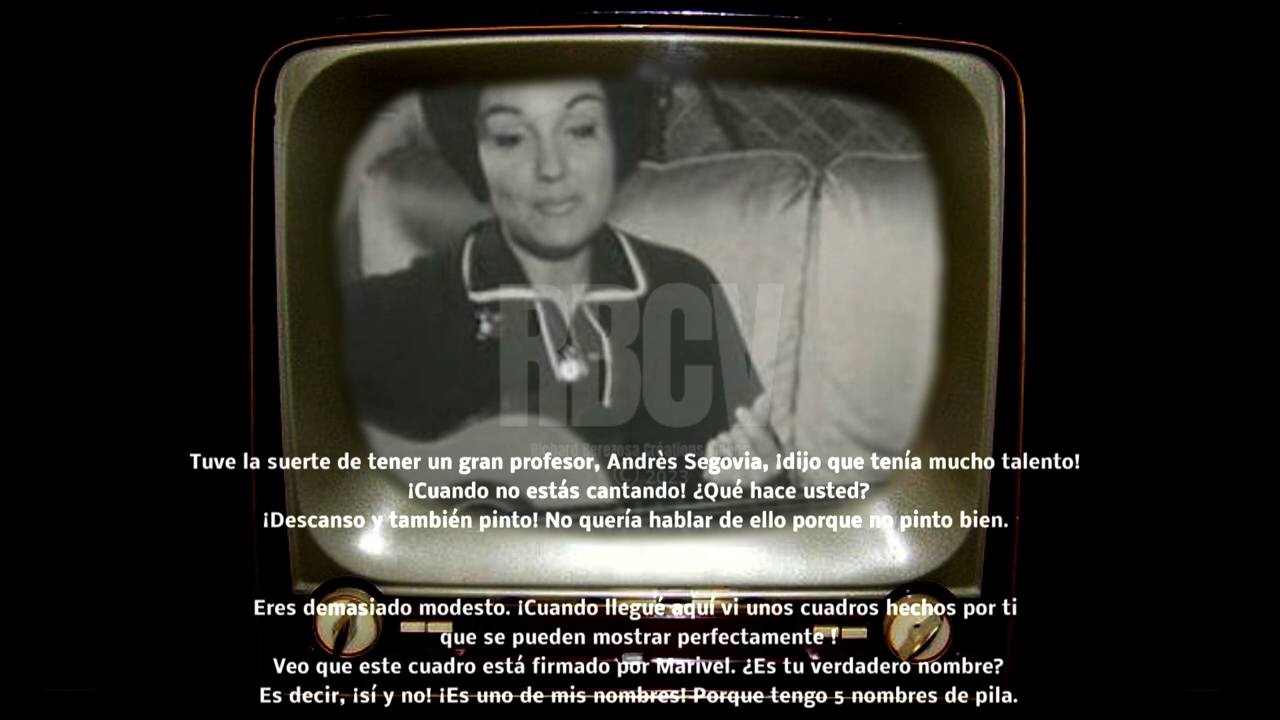 RBCV
Richard Berezosa Créations
(C) 2023
Tuve la suerte de tener un gran profesor, Andrès Segovia, ¡dijo que tenía mucho talento!
¡Cuando no estás cantando! ¿Qué hace usted?
¡Descanso y también pinto! No quería hablar de ello porque no pinto bien.
Eres demasiado modesto. ¡Cuando llegué aquí vi unos cuadros hechos por ti
que se pueden mostrar perfectamente !
Veo que este cuadro está firmado por Marivel. ¿Es tu verdadero nombre?
Es decir, ¡sí y no! ¡Es uno de mis nombres! Porque tengo 5 nombres de pila.